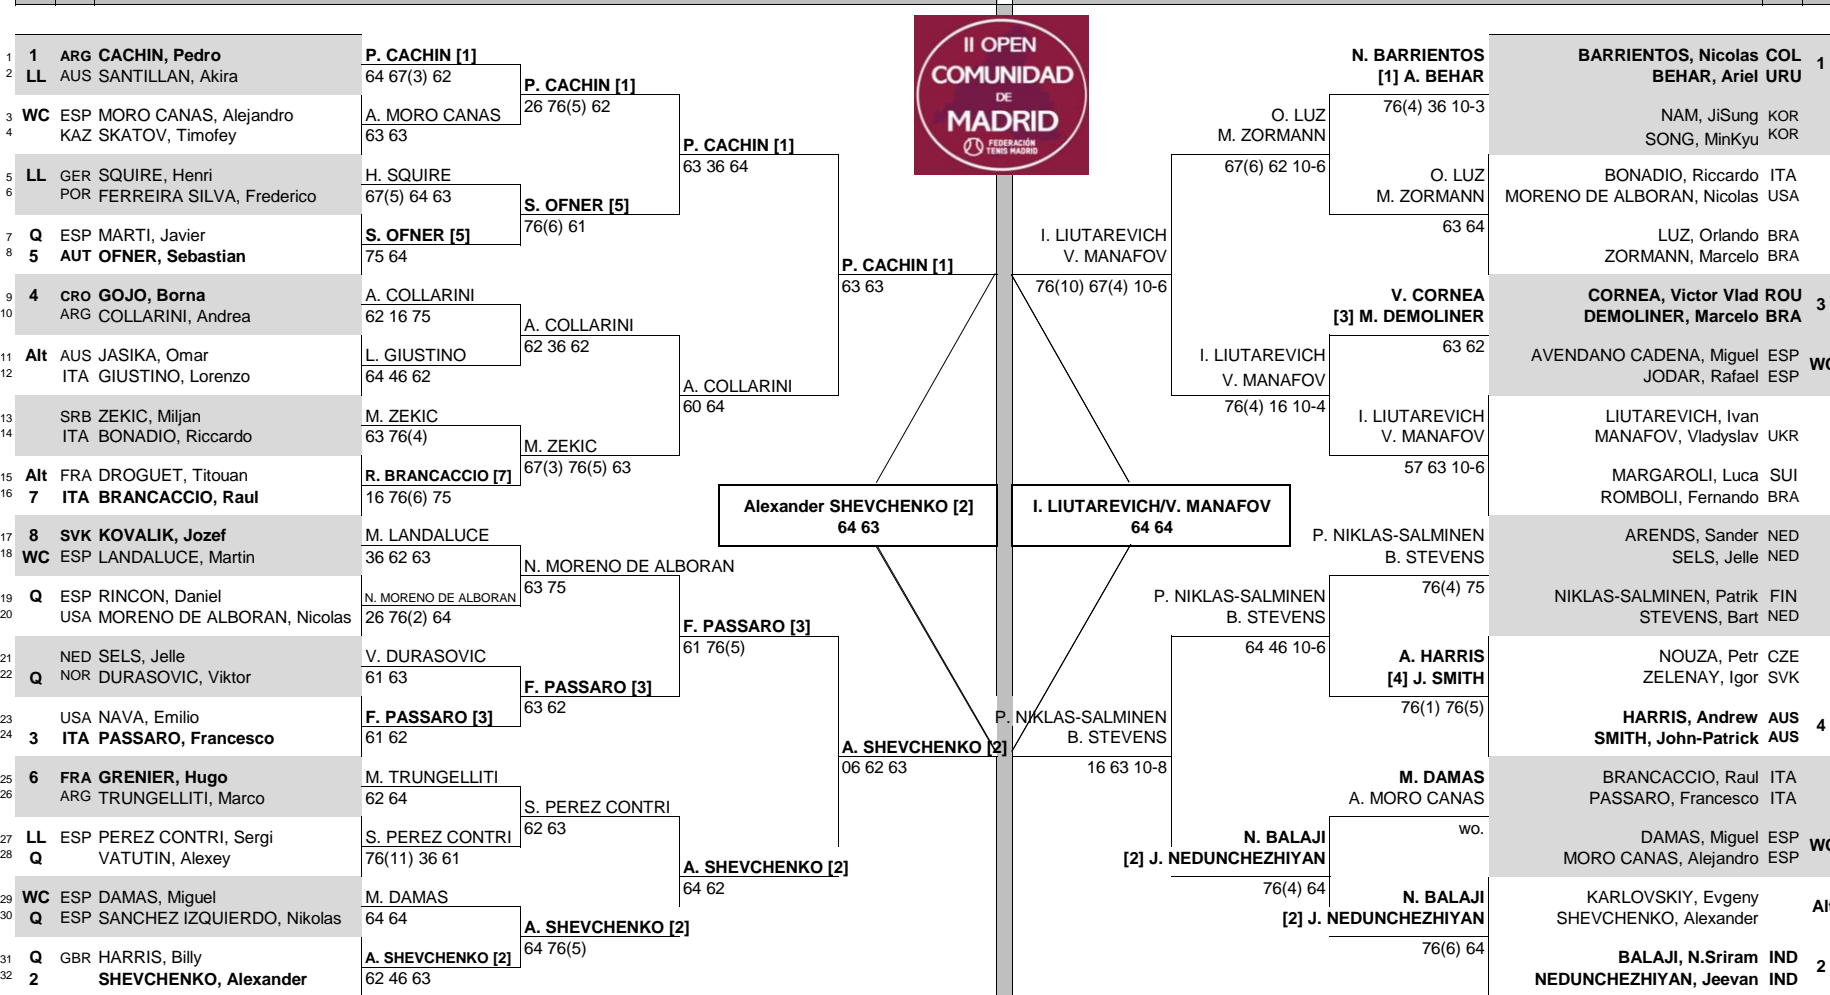 II OPEN
COMUNIDAD
DE
MADRID
FEDERACIÓN
TENIS MADRID
1 1 ARG CACHIN, Pedro
2 LL AUS SANTILLAN, Akira
3 WC ESP MORO CANAS, Alejandro
4 KAZ SKATOV, Timofey
5 LL GER SQUIRE, Henri
6 POR FERREIRA SILVA, Frederico
7 Q ESP MARTI, Javier
8 5 AUT OFNER, Sebastian
9 4 CRO GOJO, Borna
10 ARG COLLARINI, Andrea
11 Alt AUS JASIKA, Omar
12 ITA GIUSTINO, Lorenzo
13 SRB ZEKIC, Miljan
14 ITA BONADIO, Riccardo
15 Alt FRA DROGUET, Titouan
16 7 ITA BRANCACCIO, Raul
17 8 SVK KOVALIK, Jozef
18 WC ESP LANDALUCE, Martin
19 Q ESP RINCON, Daniel
20 USA MORENO DE ALBORAN, Nicolas
21 NED SELS, Jelle
22 Q NOR DURASOVIC, Viktor
23 USA NAVA, Emilio
24 3 ITA PASSARO, Francesco
25 6 FRA GRENIER, Hugo
26 ARG TRUNGELLITI, Marco
27 LL ESP PEREZ CONTRI, Sergi
28 Q VATUTIN, Alexey
29 WC ESP DAMAS, Miguel
30 Q ESP SANCHEZ IZQUIERDO, Nikolas
31 Q GBR HARRIS, Billy
32 2 SHEVCHENKO, Alexander
P. CACHIN [1]
64 67(3) 62
A. MORO CANAS
63 63
H. SQUIRE
67(5) 64 63
S. OFNER [5]
75 64
A. COLLARINI
62 16 75
L. GIUSTINO
64 46 62
M. ZEKIC
63 76(4)
R. BRANCACCIO [7]
16 76(6) 75
M. LANDALUCE
36 62 63
N. MORENO DE ALBORAN
26 76(2) 64
V. DURASOVIC
61 63
F. PASSARO [3]
61 62
M. TRUNGELLITI
62 64
S. PEREZ CONTRI
76(11) 36 61
M. DAMAS
64 64
A. SHEVCHENKO [2]
62 46 63
P. CACHIN [1]
26 76(5) 62
S. OFNER [5]
76(6) 61
A. COLLARINI
62 36 62
M. ZEKIC
67(3) 76(5) 63
N. MORENO DE ALBORAN
63 75
F. PASSARO [3]
63 62
S. PEREZ CONTRI
62 63
A. SHEVCHENKO [2]
64 76(5)
P. CACHIN [1]
63 36 64
A. COLLARINI
60 64
F. PASSARO [3]
61 76(5)
A. SHEVCHENKO [2]
64 62
P. CACHIN [1]
63 63
A. SHEVCHENKO [2]
06 62 63
Alexander SHEVCHENKO [2]
64 63
I. LIUTAREVICH/V. MANAFOV
64 64
I. LIUTAREVICH
V. MANAFOV
76(10) 67(4) 10-6
P. NIKLAS-SALMINEN
B. STEVENS
16 63 10-8
O. LUZ
M. ZORMANN
67(6) 62 10-6
I. LIUTAREVICH
V. MANAFOV
76(4) 16 10-4
P. NIKLAS-SALMINEN
B. STEVENS
64 46 10-6
N. BALAJI
[2] J. NEDUNCHEZHIYAN
76(4) 64
N. BARRIENTOS
[1] A. BEHAR
76(4) 36 10-3
O. LUZ
M. ZORMANN
63 64
V. CORNEA
[3] M. DEMOLINER
63 62
I. LIUTAREVICH
V. MANAFOV
57 63 10-6
P. NIKLAS-SALMINEN
B. STEVENS
76(4) 75
A. HARRIS
[4] J. SMITH
76(1) 76(5)
M. DAMAS
A. MORO CANAS
wo.
N. BALAJI
[2] J. NEDUNCHEZHIYAN
76(6) 64
BARRIENTOS, Nicolas COL 1
BEHAR, Ariel URU
NAM, JiSung KOR
SONG, MinKyu KOR
BONADIO, Riccardo ITA
MORENO DE ALBORAN, Nicolas USA
LUZ, Orlando BRA
ZORMANN, Marcelo BRA
CORNEA, Victor Vlad ROU 3
DEMOLINER, Marcelo BRA
AVENDANO CADENA, Miguel ESP
JODAR, Rafael ESP
LIUTAREVICH, Ivan
MANAFOV, Vladyslav UKR
MARGAROLI, Luca SUI
ROMBOLI, Fernando BRA
ARENDS, Sander NED
SELS, Jelle NED
NIKLAS-SALMINEN, Patrik FIN
STEVENS, Bart NED
NOUZA, Petr CZE
ZELENAY, Igor SVK
HARRIS, Andrew AUS 4
SMITH, John-Patrick AUS
BRANCACCIO, Raul ITA
PASSARO, Francesco ITA
DAMAS, Miguel ESP
MORO CANAS, Alejandro ESP
KARLOVSKIY, Evgeny
SHEVCHENKO, Alexander
BALAJI, N.Sriram IND 2
NEDUNCHEZHIYAN, Jeevan IND